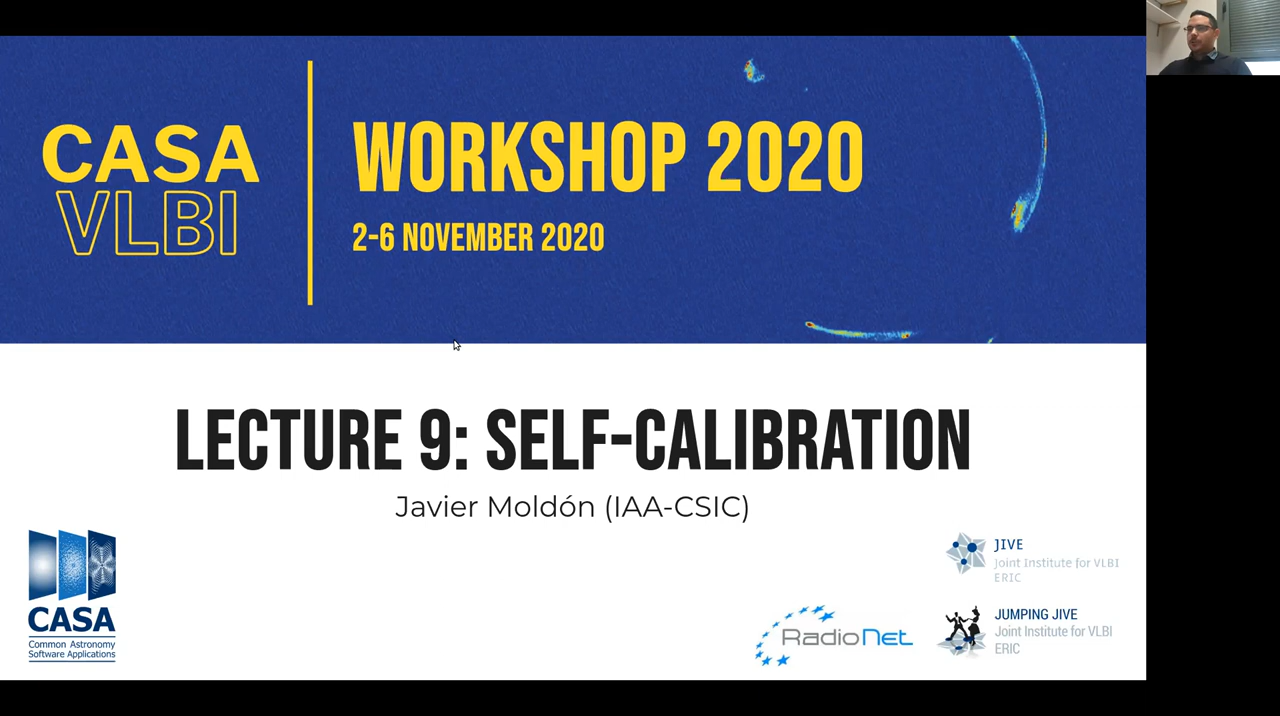 CASA
VLBI
WORKSHOP 2020
2-6 NOVEMBER 2020
LECTURE 9: SELF-CALIBRATION
Javier Moldón (IAA-CSIC)
CASA
Common Astronomy
Software Applications
RadioNet
JIVE
Joint Institute for VLBI
ERIC
JUMPING JIVE
Joint Institute for VLBI
ERIC